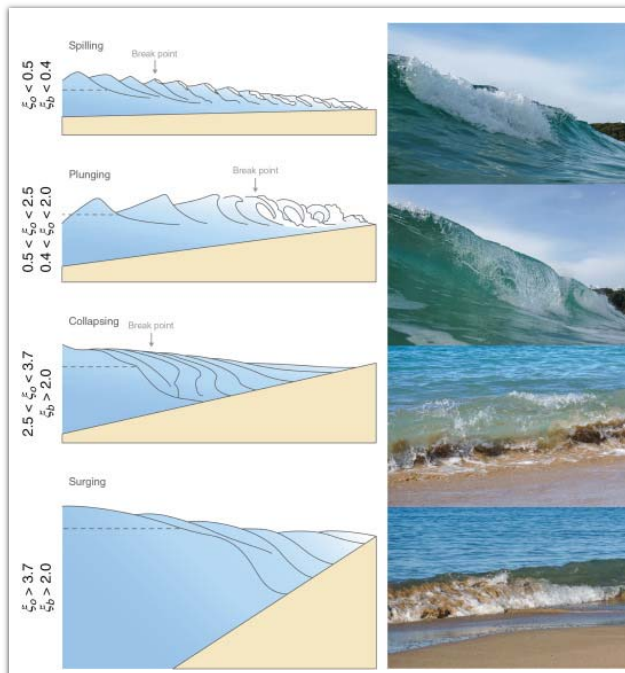 Spilling
Break point
ξo < 0.5
ξb < 0.4
Plunging
Break point
0.5 < ξo < 2.5
0.4 < ξb < 2.0
Collapsing
Break point
2.5 < ξo < 3.7
ξb > 2.0
Surging
ξo > 3.7
ξb > 2.0